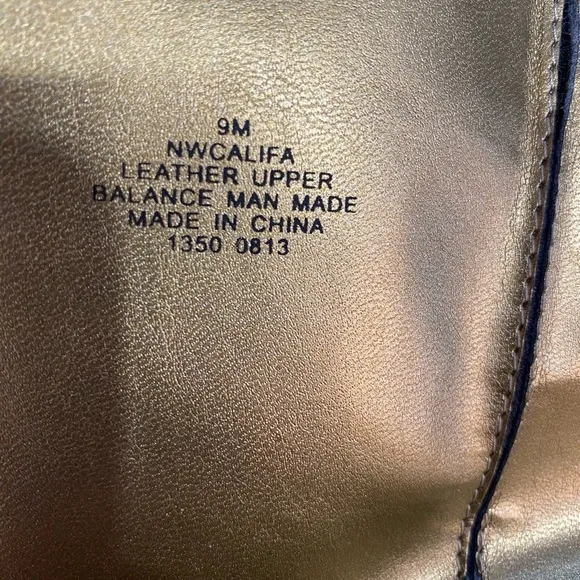 9M
NWCALIFA
LEATHER UPPER
BALANCE MAN MADE
MADE IN CHINA
1350 0813